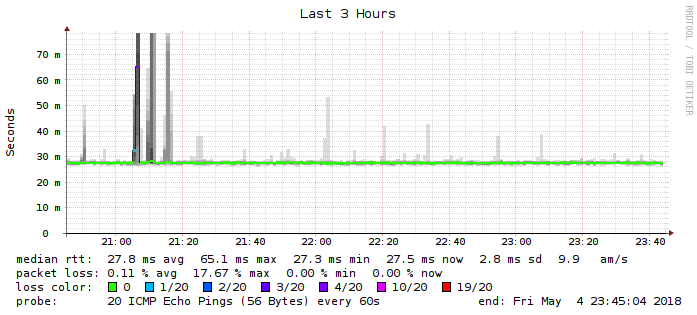 Last 3 Hours
RRDTOOL / TOBI OETIKER
Seconds
70 m
60 m
50 m
40 m
30 m
20 m
10 m
0
21:00 21:20 21:40 22:00 22:20 22:40 23:00 23:20 23:40
median rtt: 27.8 ms avg 65.1 ms max 27.3 ms min 27.5 ms now 2.8 ms sd 9.9 am/s
packet loss: 0.11 % avg 17.67 % max 0.00 % min 0.00 % now
loss color: 0 1/20 2/20 3/20 4/20 10/20 19/20
probe: 20 ICMP Echo Pings (56 Bytes) every 60s end: Fri May 4 23:45:04 2018